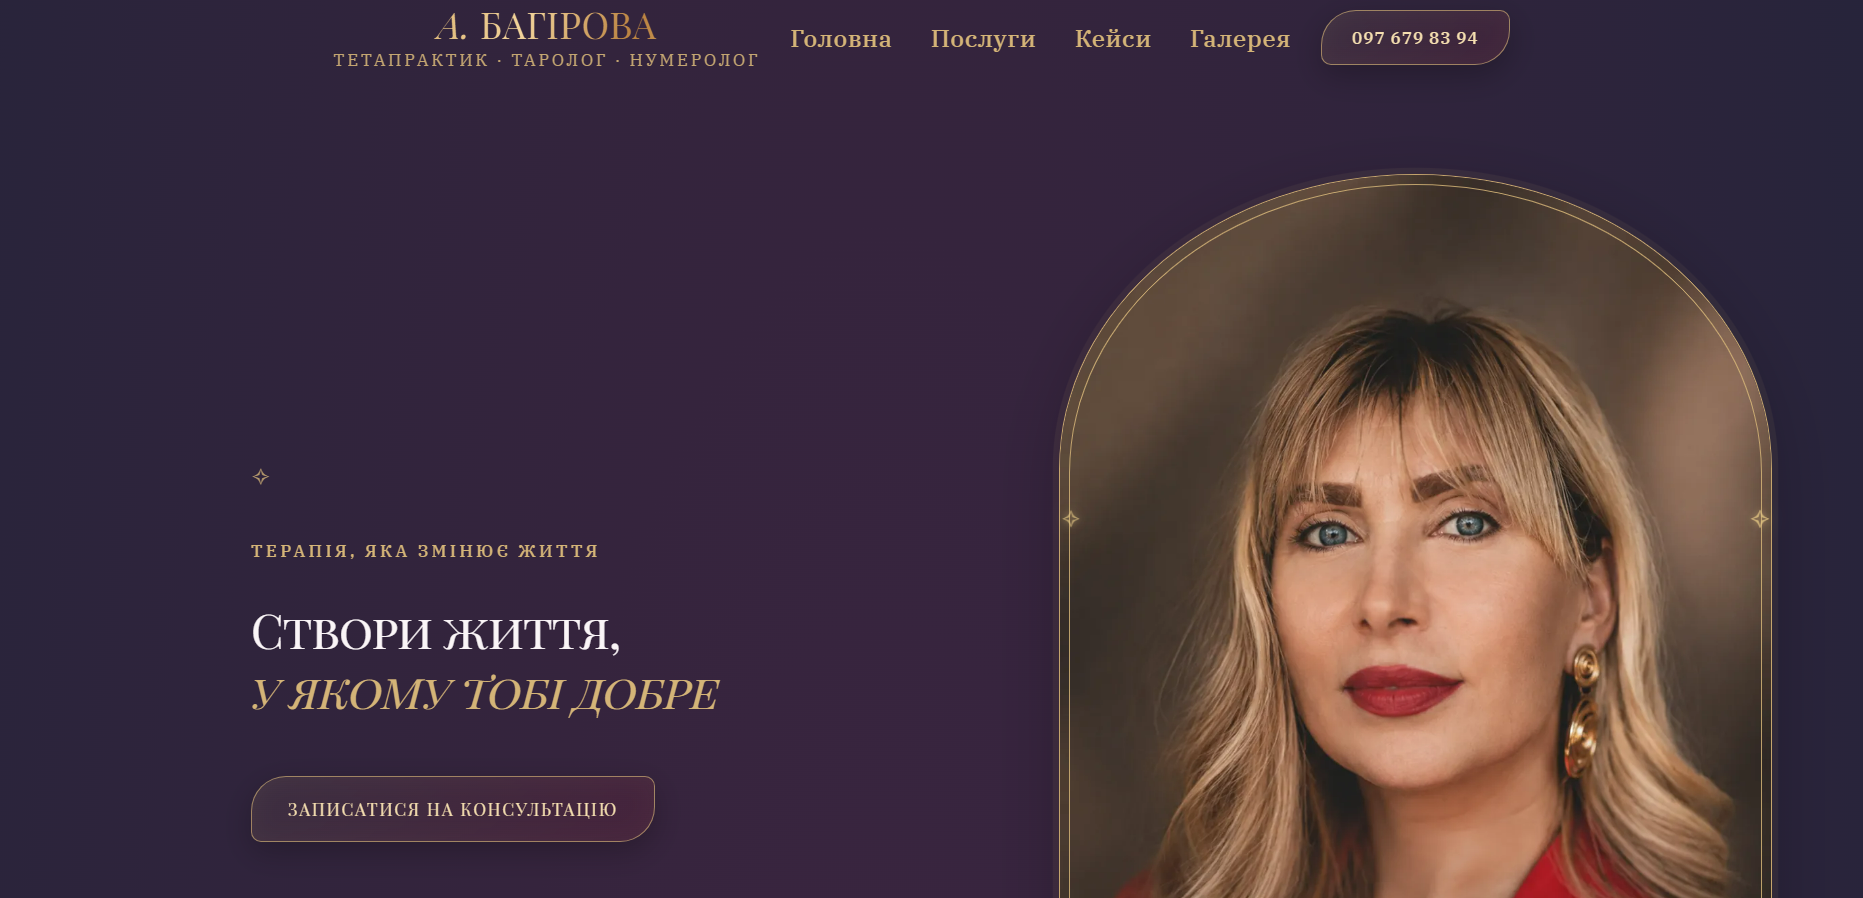 А. БАГІРОВА
ТЕТАПРАКТИК · ТАРОЛОГ · НУМЕРОЛОГ
Головна Послуги Кейси Галерея 097 679 83 94
ТЕРАПІЯ, ЯКА ЗМІНЮЄ ЖИТТЯ
Створи життя,
у якому тобі добре
ЗАПИСАТИСЯ НА КОНСУЛЬТАЦІЮ